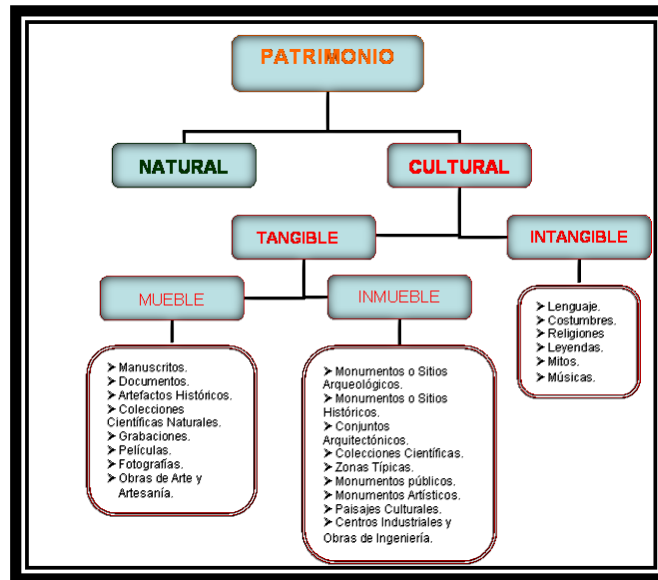 PATRIMONIO
NATURAL
CULTURAL
TANGIBLE
INTANGIBLE
MUEBLE
INMUEBLE
➤ Lenguaje.
➤ Costumbres.
➤ Religiones
➤ Leyendas.
➤ Mitos.
➤ Músicas.
➤ Manuscritos.
➤ Documentos.
➤ Artefactos Históricos.
➤ Colecciones
Científicas Naturales.
➤ Grabaciones.
➤ Películas.
➤ Fotografías.
➤ Obras de Arte y
Artesanía.
➤ Monumentos o Sitios
Arqueológicos.
➤ Monumentos o Sitios
Históricos.
➤ Conjuntos
Arquitectónicos.
➤ Colecciones Científicas.
➤ Zonas Típicas.
➤ Monumentos públicos.
➤ Monumentos Artísticos.
➤ Paisajes Culturales.
➤ Centros Industriales y
Obras de Ingeniería.